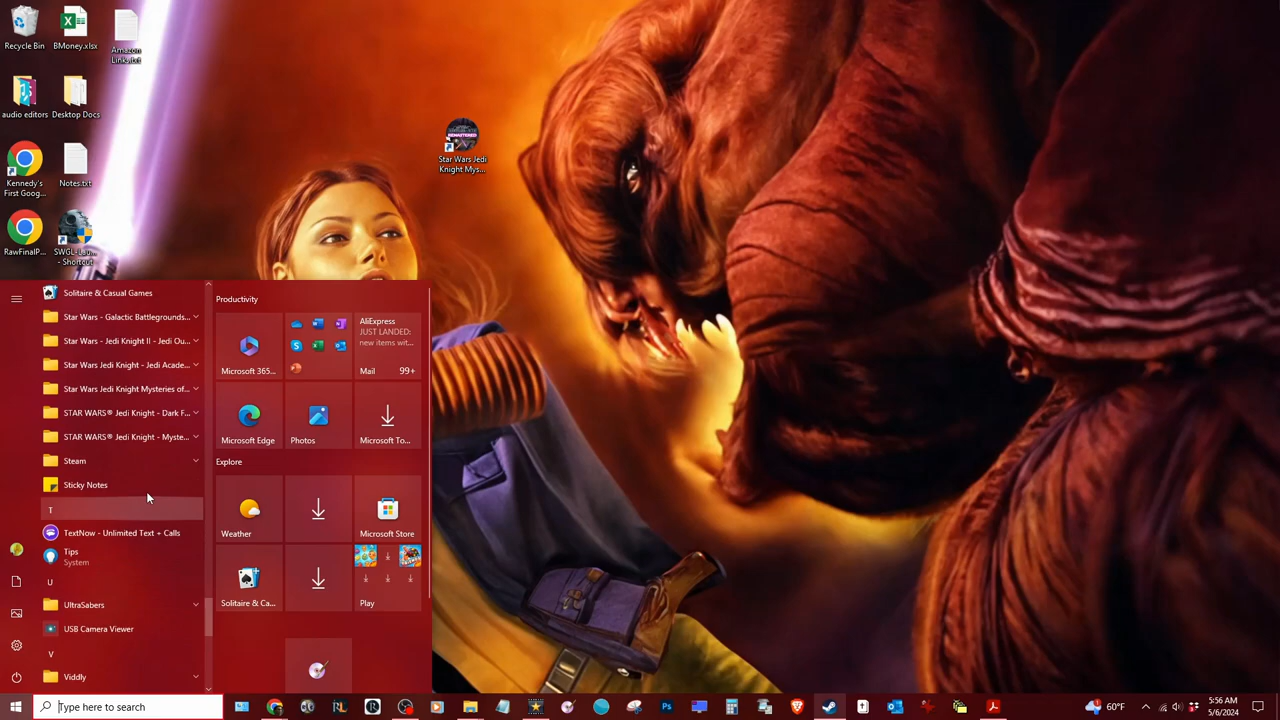 Recycle Bin
BMoney.xlsx
Amazon
Links.txt
audio editors
Desktop Docs
Kennedy's
First Goog...
Notes.txt
RawFinalP...
SWGL-Lau...
- Shortcut
REMASTERED
Star Wars Jedi
Knight Mys...
Solitaire & Casual Games
Star Wars - Galactic Battlegrounds...
Star Wars - Jedi Knight II - Jedi Ou...
Star Wars Jedi Knight - Jedi Acade...
Star Wars Jedi Knight Mysteries of...
STAR WARS® Jedi Knight - Dark F...
STAR WARS® Jedi Knight - Myste...
Steam
Sticky Notes
T
TextNow - Unlimited Text + Calls
Tips
System
U
UltraSabers
USB Camera Viewer
V
Viddly
Productivity
Microsoft 365...
AliExpress
JUST LANDED:
new items wit...
Mail 99+
Microsoft Edge
Photos
Microsoft To...
Explore
Weather
Microsoft Store
Solitaire & Ca...
Play
Type here to search
60°F
5:56 AM
5/6/2024